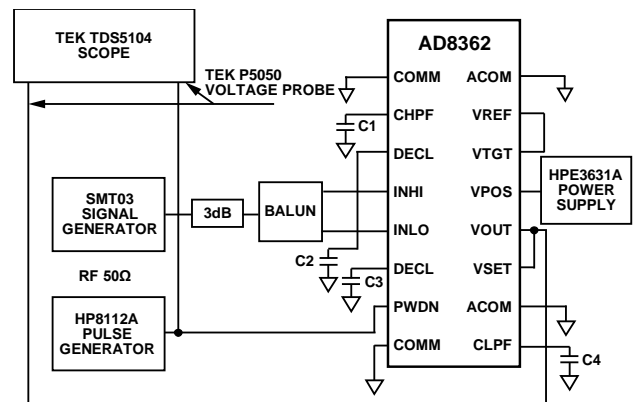 TEK TDS5104
SCOPE
TEK P5050
VOLTAGE PROBE
SMT03
SIGNAL
GENERATOR
3dB
BALUN
RF 50Ω
HP8112A
PULSE
GENERATOR
C1
C2
C3
AD8362
COMM
CHPF
DECL
INHI
INLO
DECL
PWDN
COMM
ACOM
VREF
VTGT
VPOS
VOUT
VSET
ACOM
CLPF
HPE3631A
POWER
SUPPLY
C4